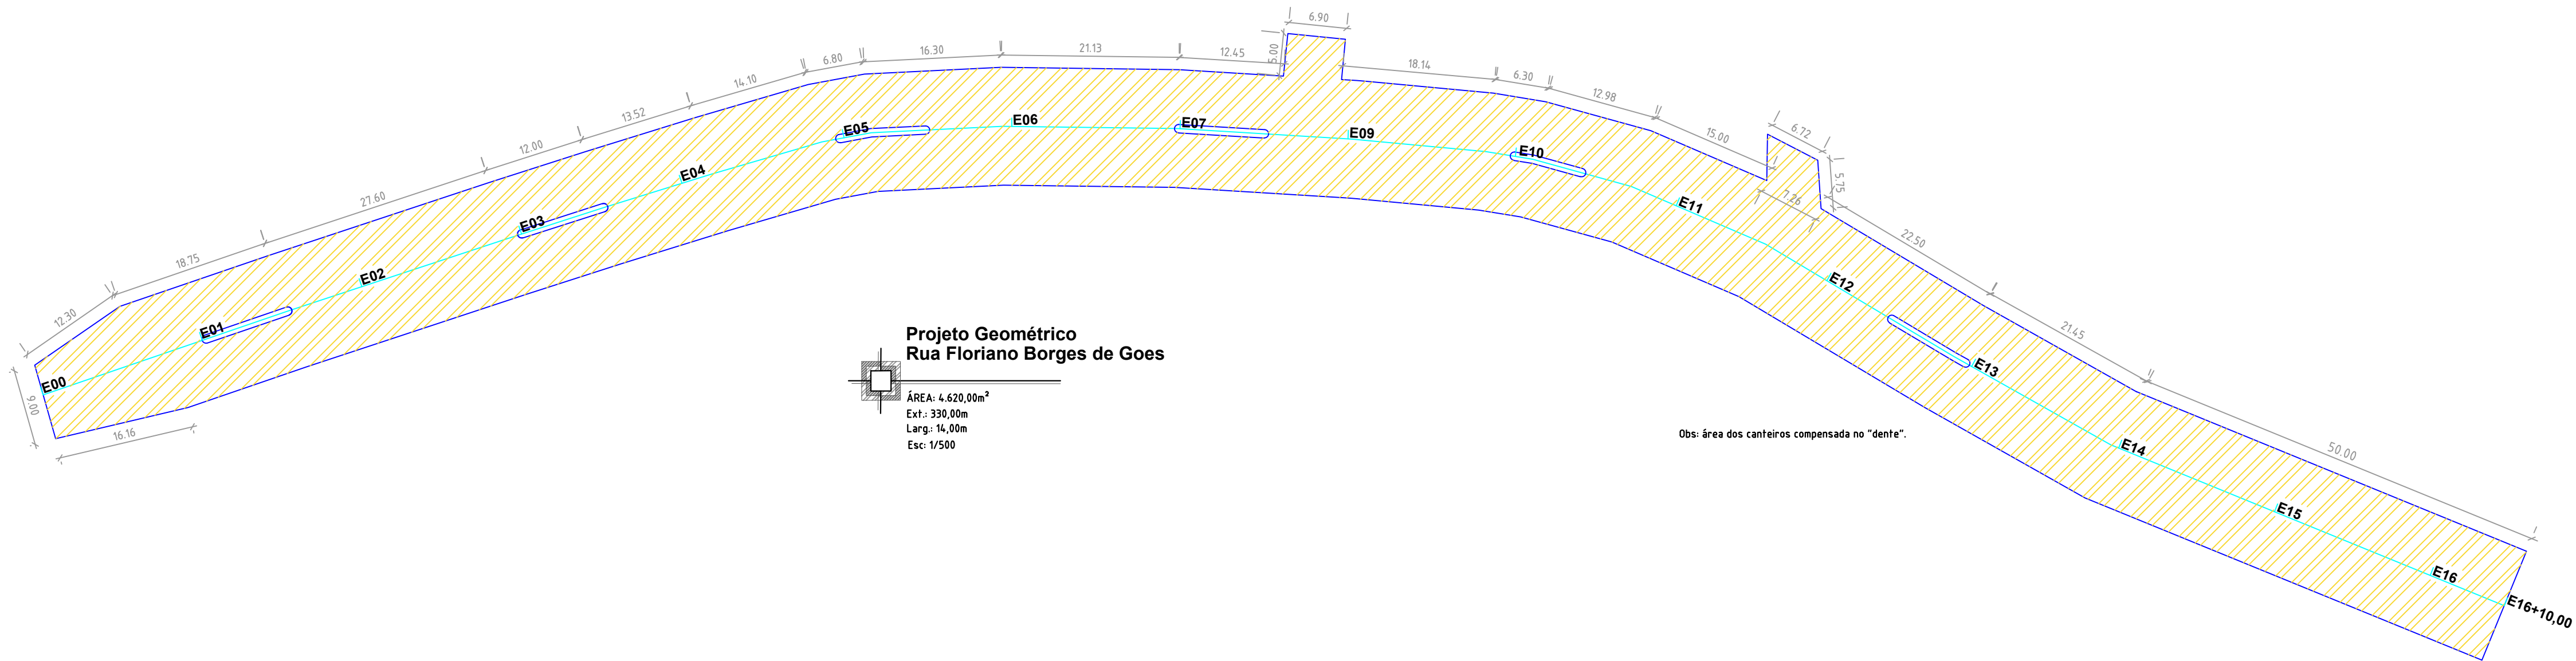 6.90
5.00
6.80
16.30
21.13
12.45
18.14
6.30
14.10
12.98
13.52
12.00
15.00
6.72
5.75
7.26
27.60
18.75
12.30
22.50
21.45
50.00
9.00
16.16
E00
E01
E02
E03
E04
E05
E06
E07
E09
E10
E11
E12
E13
E14
E15
E16
E16+10,00
Projeto Geométrico
Rua Floriano Borges de Goes
ÁREA: 4.620,00m²
Ext.: 330,00m
Larg.: 14,00m
Esc: 1/500
Obs: área dos canteiros compensada no "dente".